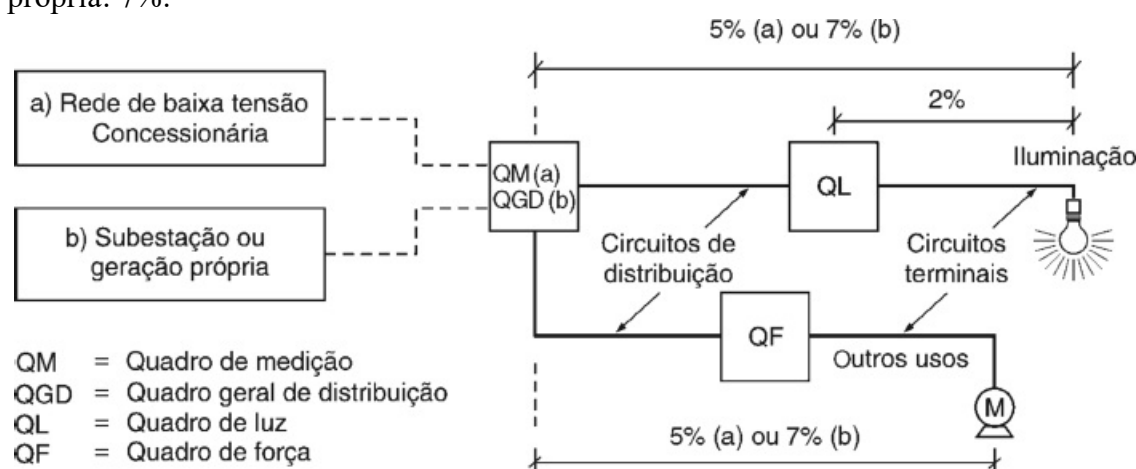 própria: 7%.
5% (a) ou 7% (b)
a) Rede de baixa tensão
Concessionária
2%
Iluminação
QM (a)
QGD (b)
QL
b) Subestação ou
geração própria
Circuitos de
distribuição
Circuitos
terminais
QF
Outros usos
M
QM = Quadro de medição
QGD = Quadro geral de distribuição
QL = Quadro de luz
QF = Quadro de força
5% (a) ou 7% (b)